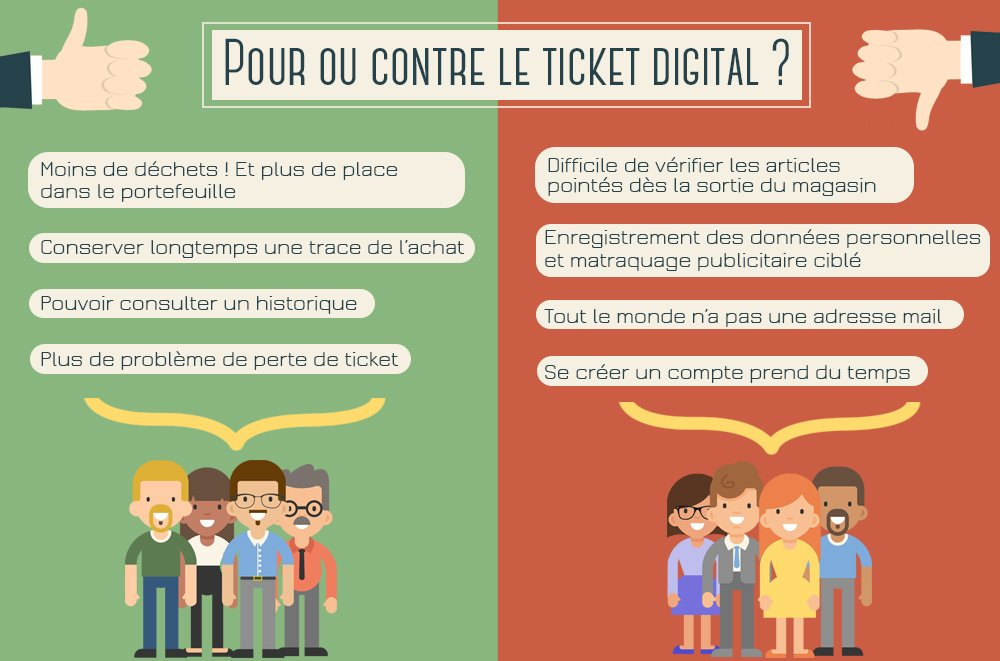 Pour ou contre le ticket digital ?
Moins de déchets ! Et plus de place
dans le portefeuille
Conserver longtemps une trace de l'achat
Pouvoir consulter un historique
Plus de problème de perte de ticket
Difficile de vérifier les articles
pointés dès la sortie du magasin
Enregistrement des données personnelles
et matraquage publicitaire ciblé
Tout le monde n'a pas une adresse mail
Se créer un compte prend du temps